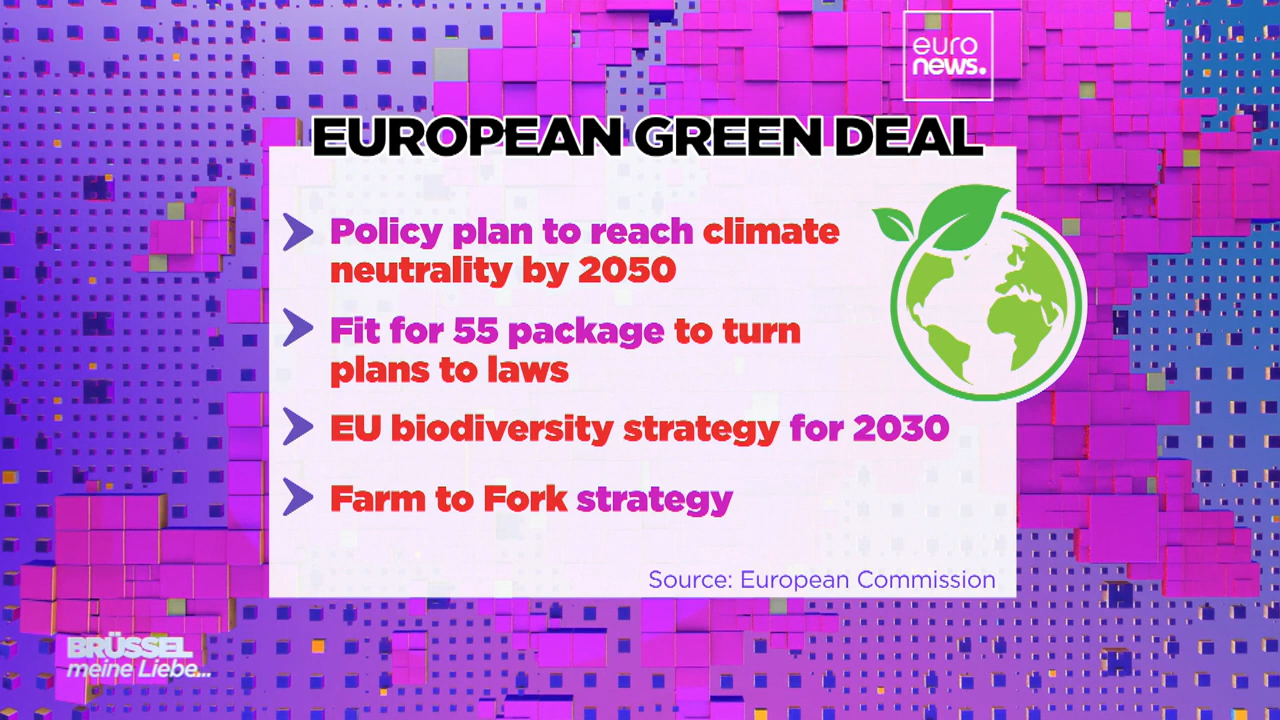 euro
news.
EUROPEAN GREEN DEAL
Policy plan to reach climate
neutrality by 2050
Fit for 55 package to turn
plans to laws
EU biodiversity strategy for 2030
Farm to Fork strategy
Source: European Commission
BRÜSSEL
meine Liebe...